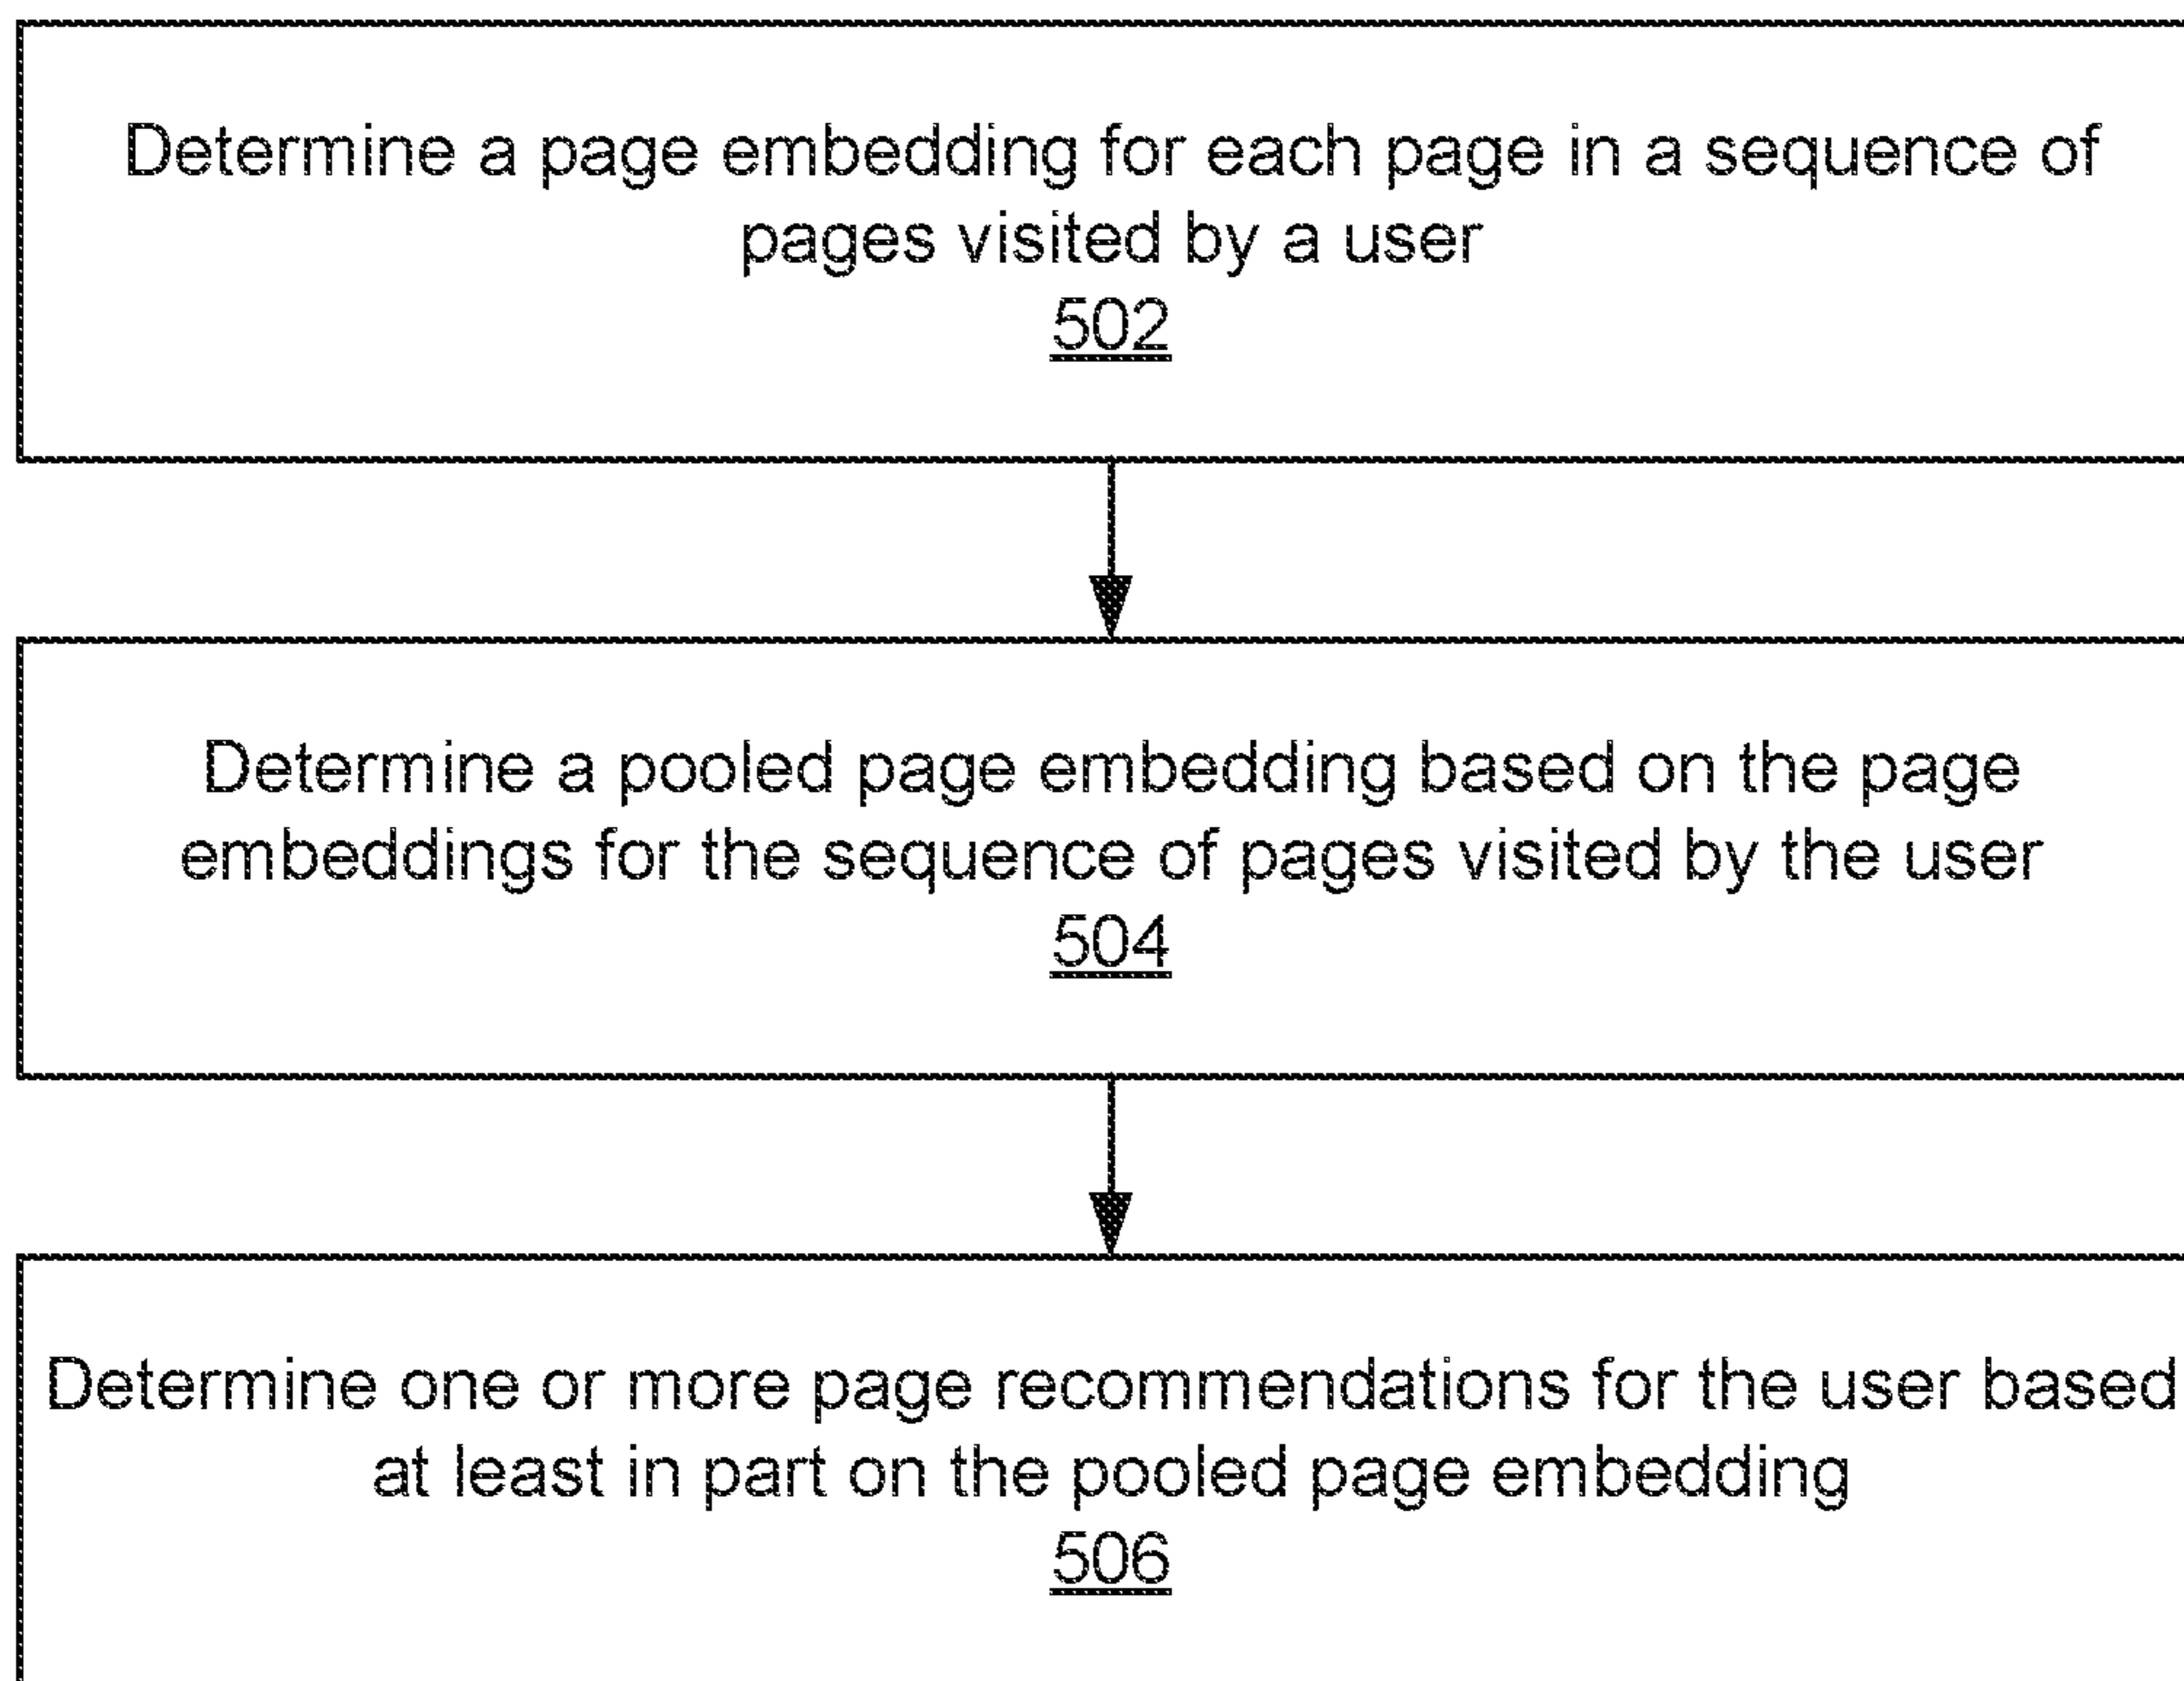 Determine a page embedding for each page in a sequence of
pages visited by a user
502
Determine a pooled page embedding based on the page
embeddings for the sequence of pages visited by the user
504
Determine one or more page recommendations for the user based
at least in part on the pooled page embedding
506